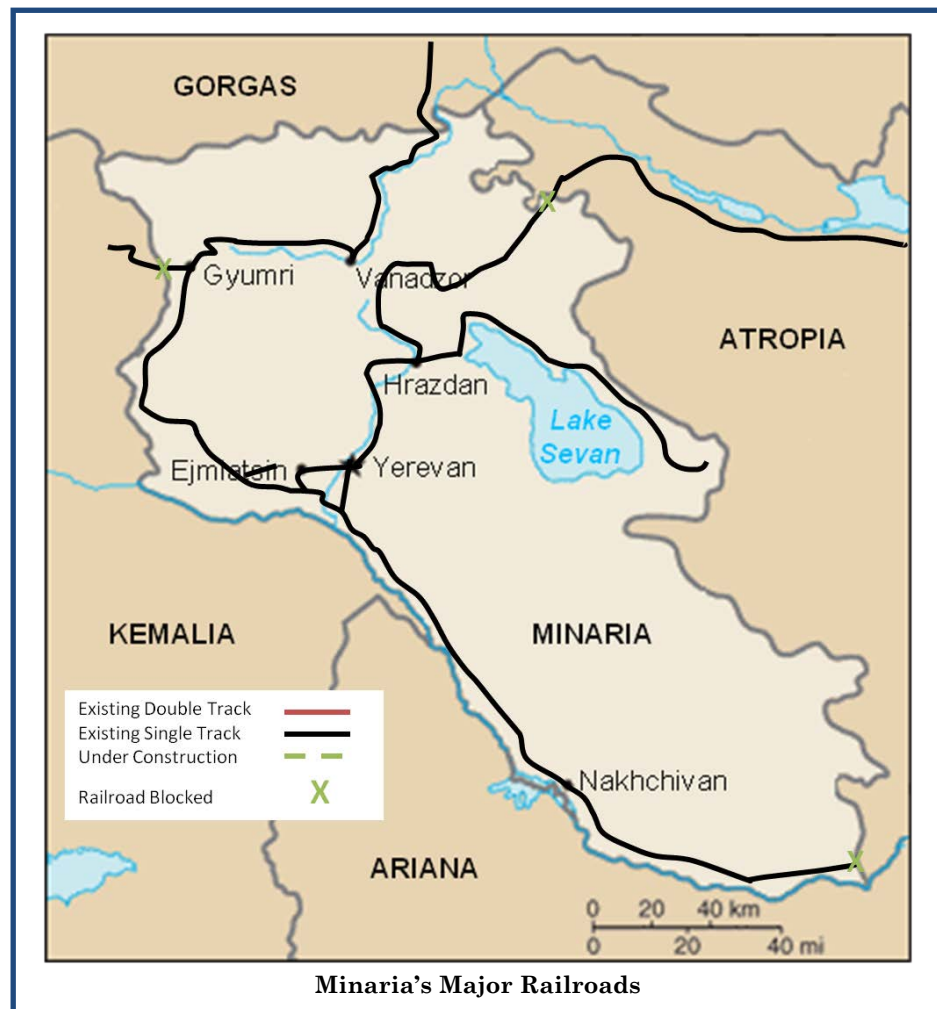 GORGAS
Gyumri
Vanadzor
ATROPIA
Hrazdan
Lake
Sevan
Ejmiatsin
Yerevan
KEMALIA
MINARIA
Existing Double Track
Existing Single Track
Under Construction
Railroad Blocked X
Nakhchivan
ARIANA
0 20 40 km
0 20 40 mi
Minaria's Major Railroads